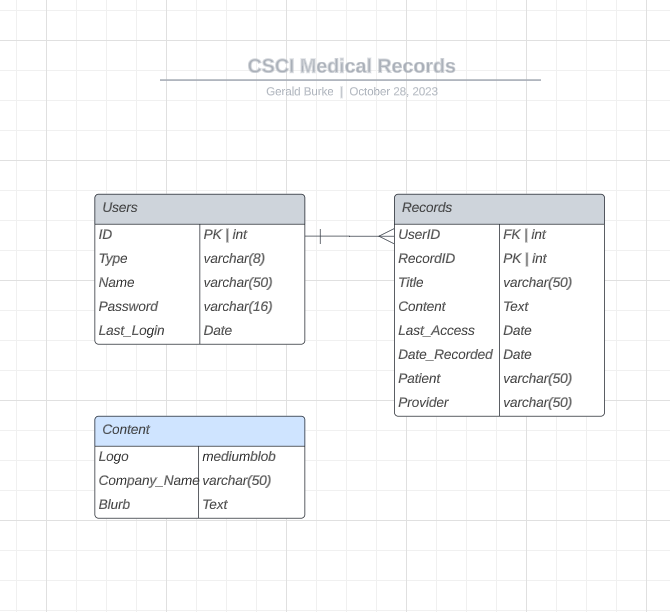 CSCI Medical Records
Gerald Burke | October 28, 2023
Users
ID PK | int
Type varchar(8)
Name varchar(50)
Password varchar(16)
Last_Login Date
Records
UserID FK | int
RecordID PK | int
Title varchar(50)
Content Text
Last_Access Date
Date_Recorded Date
Patient varchar(50)
Provider varchar(50)
Content
Logo mediumblob
Company_Name varchar(50)
Blurb Text